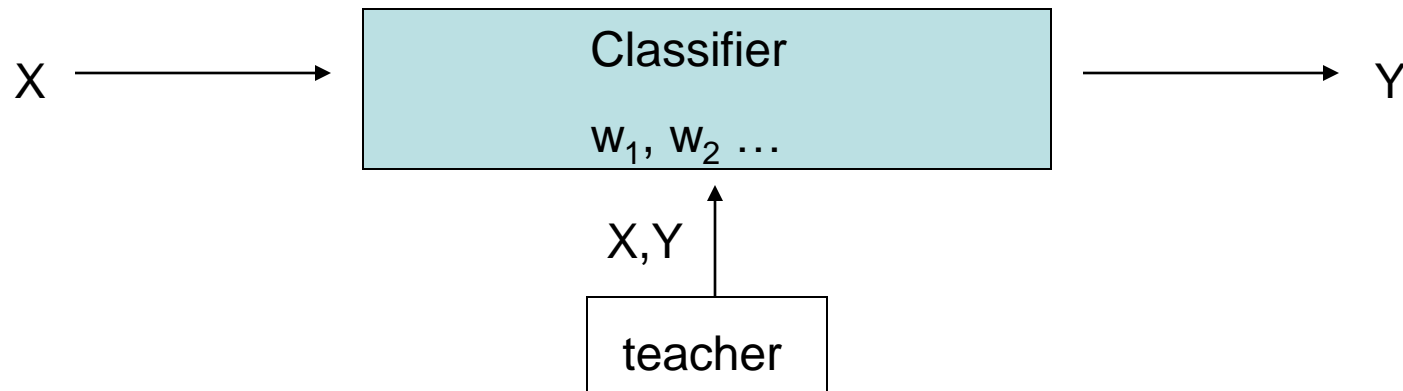 Classifier
X
Y
w₁, w₂ …
X,Y
teacher